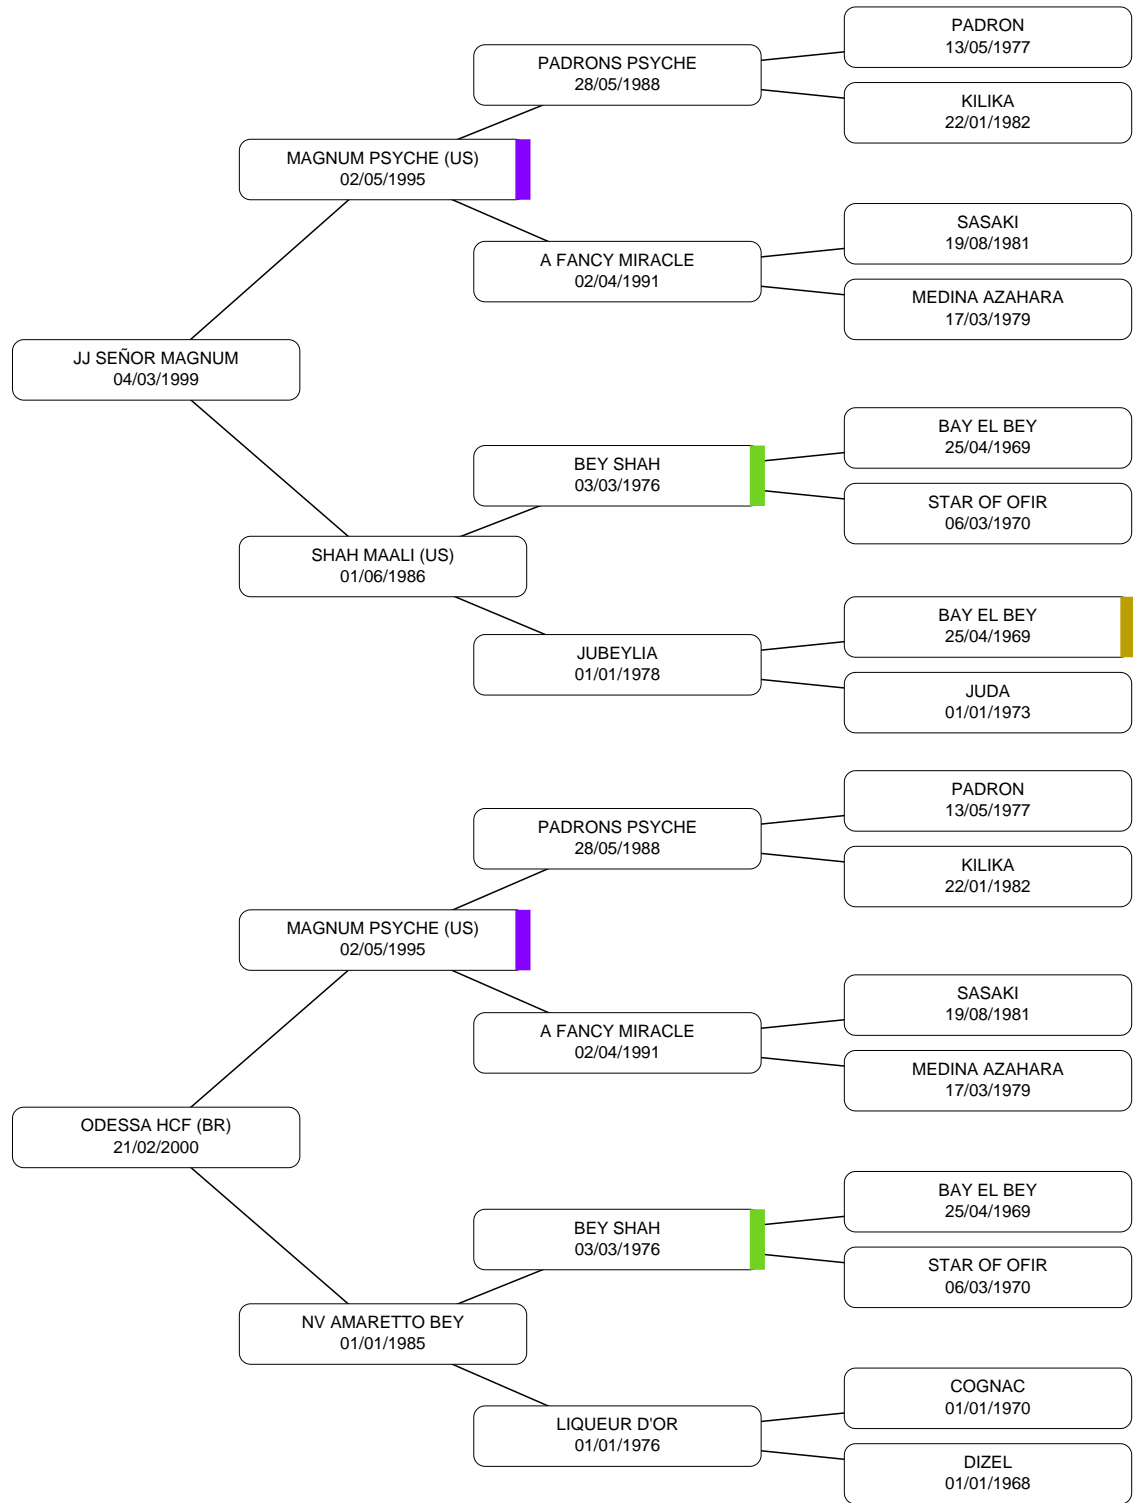 PADRON
13/05/1977
PADRONS PSYCHE
28/05/1988
KILIKA
22/01/1982
MAGNUM PSYCHE (US)
02/05/1995
SASAKI
19/08/1981
A FANCY MIRACLE
02/04/1991
MEDINA AZAHARA
17/03/1979
JJ SEÑOR MAGNUM
04/03/1999
BAY EL BEY
25/04/1969
BEY SHAH
03/03/1976
STAR OF OFIR
06/03/1970
SHAH MAALI (US)
01/06/1986
BAY EL BEY
25/04/1969
JUBEYLIA
01/01/1978
JUDA
01/01/1973
PADRON
13/05/1977
PADRONS PSYCHE
28/05/1988
KILIKA
22/01/1982
MAGNUM PSYCHE (US)
02/05/1995
SASAKI
19/08/1981
A FANCY MIRACLE
02/04/1991
MEDINA AZAHARA
17/03/1979
ODESSA HCF (BR)
21/02/2000
BAY EL BEY
25/04/1969
BEY SHAH
03/03/1976
STAR OF OFIR
06/03/1970
NV AMARETTO BEY
01/01/1985
COGNAC
01/01/1970
LIQUEUR D'OR
01/01/1976
DIZEL
01/01/1968